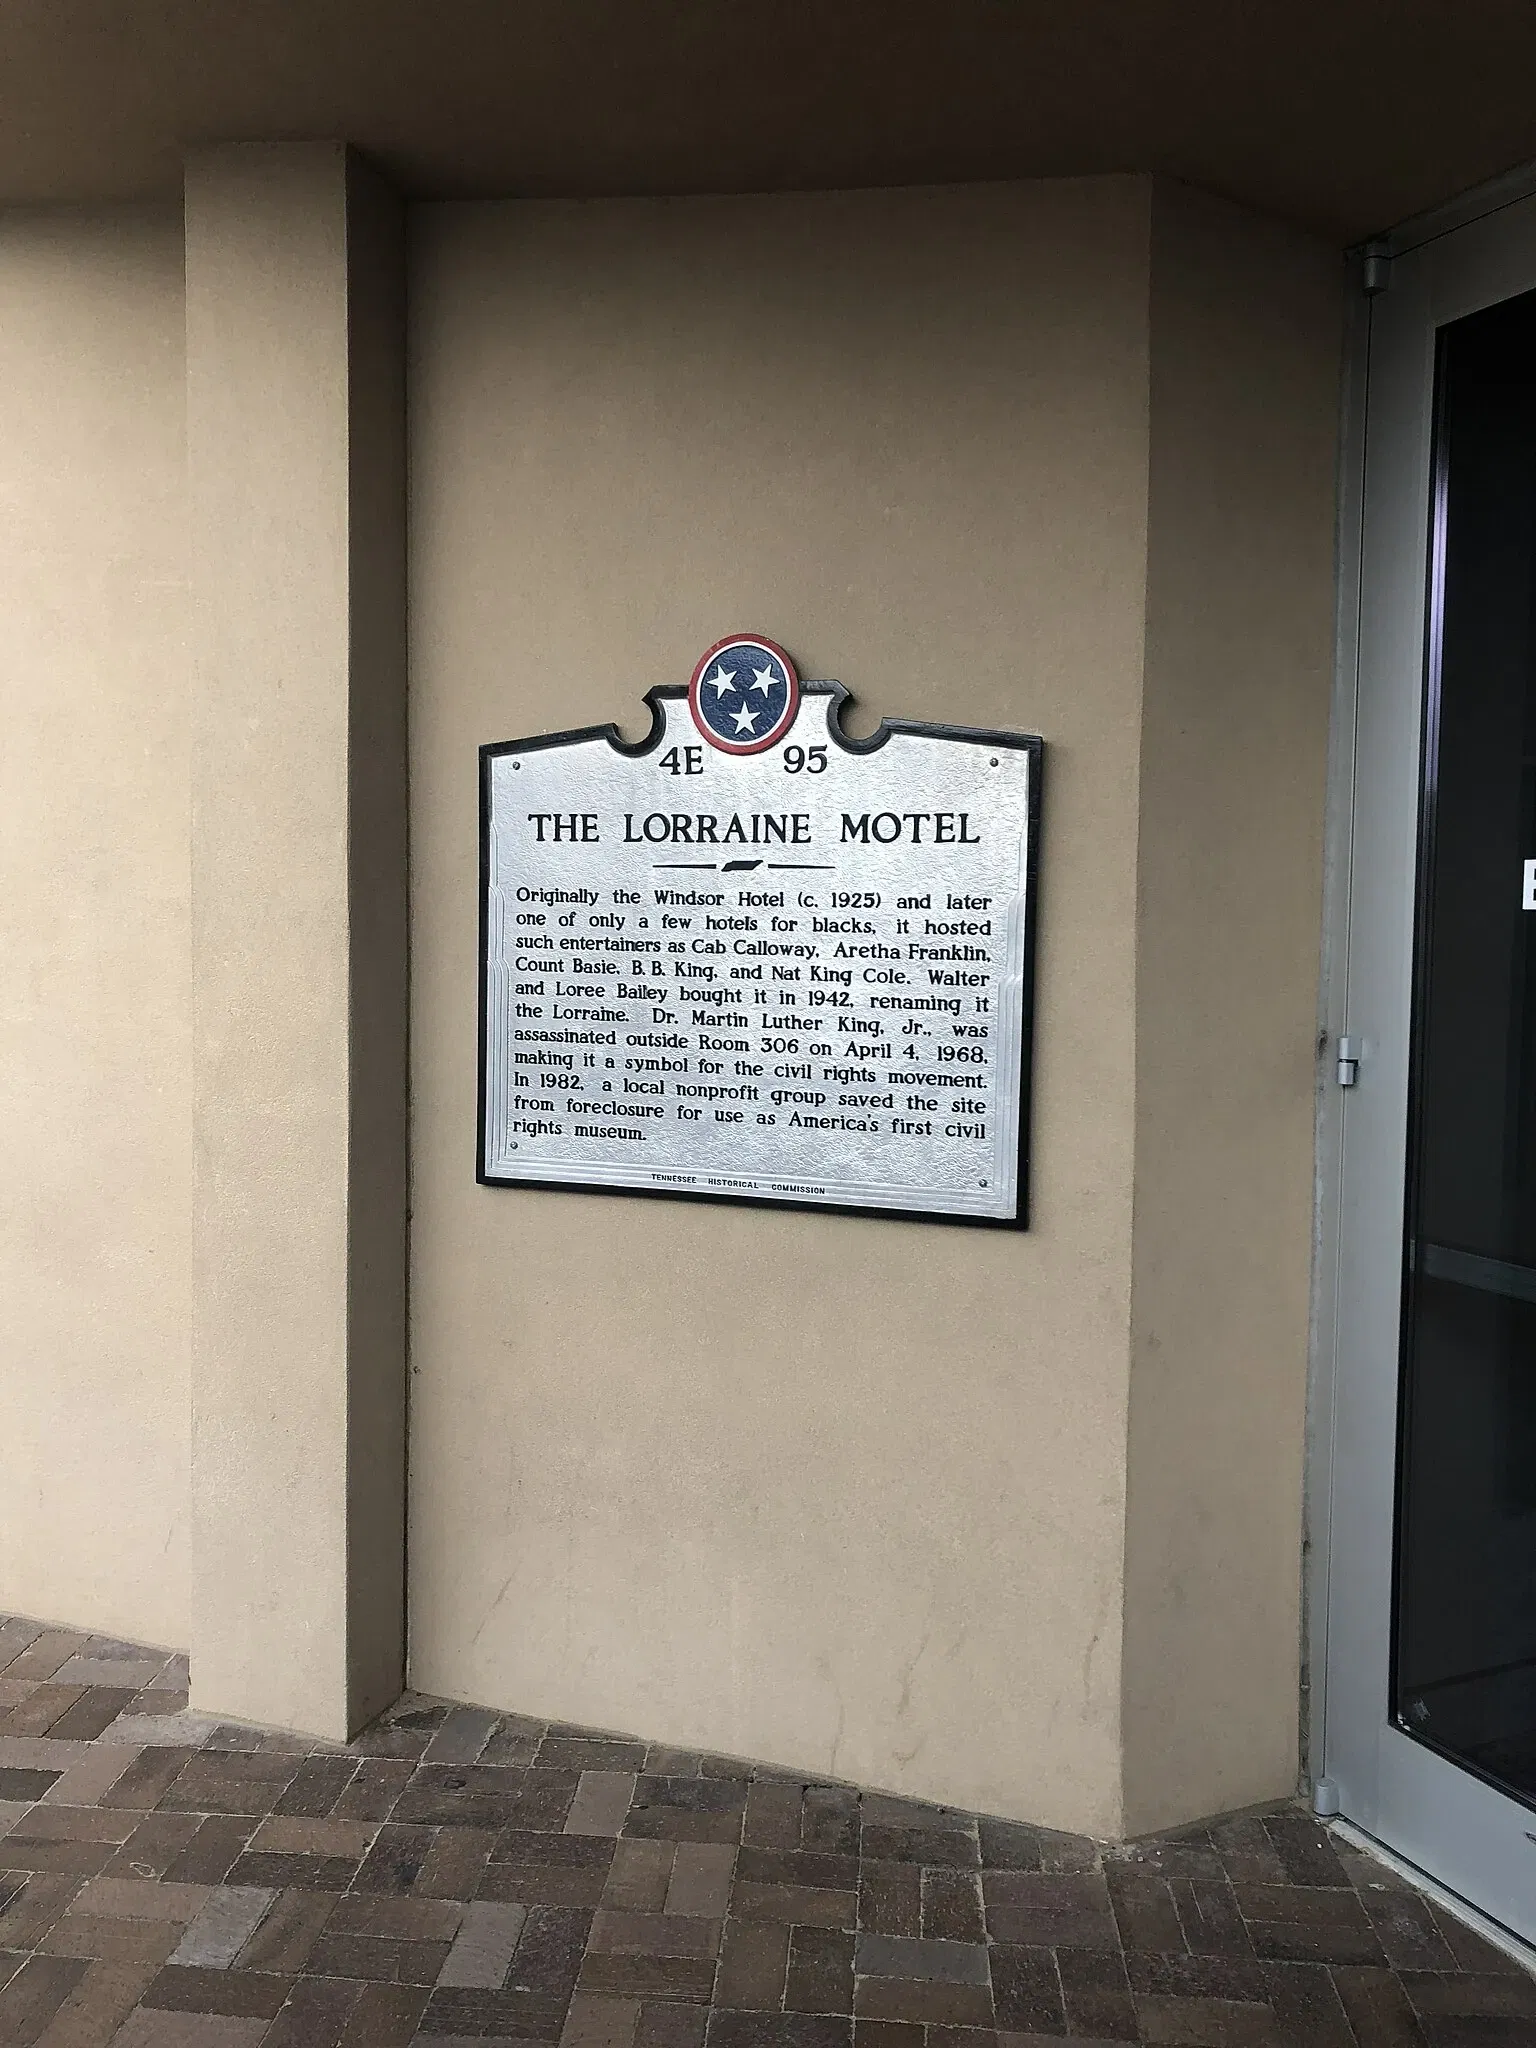 4E 95
THE LORRAINE MOTEL
Originally the Windsor Hotel (c. 1925) and later
one of only a few hotels for blacks, it hosted
such entertainers as Cab Calloway, Aretha Franklin,
Count Basie, B. B. King, and Nat King Cole. Walter
and Loree Bailey bought it in 1942, renaming it
the Lorraine. Dr. Martin Luther King, Jr., was
assassinated outside Room 306 on April 4, 1968,
making it a symbol for the civil rights movement.
In 1982, a local nonprofit group saved the site
from foreclosure for use as America's first civil
rights museum.
TENNESSEE HISTORICAL COMMISSION